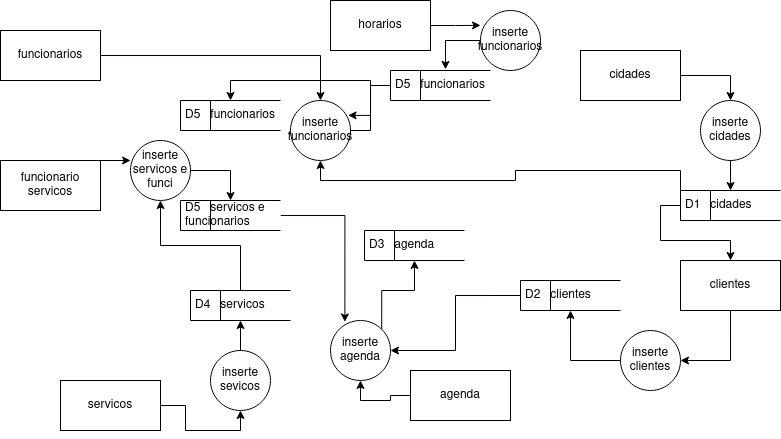 horarios
inserte
funcionarios
funcionarios
cidades
D5 funcionarios
D5 funcionarios
inserte
funcionarios
inserte
cidades
inserte
servicos e
funci
funcionario
servicos
D5 servicos e
funcionarios
D1 cidades
D3 agenda
clientes
D4 servicos
D2 clientes
inserte
agenda
inserte
clientes
inserte
sevicos
agenda
servicos